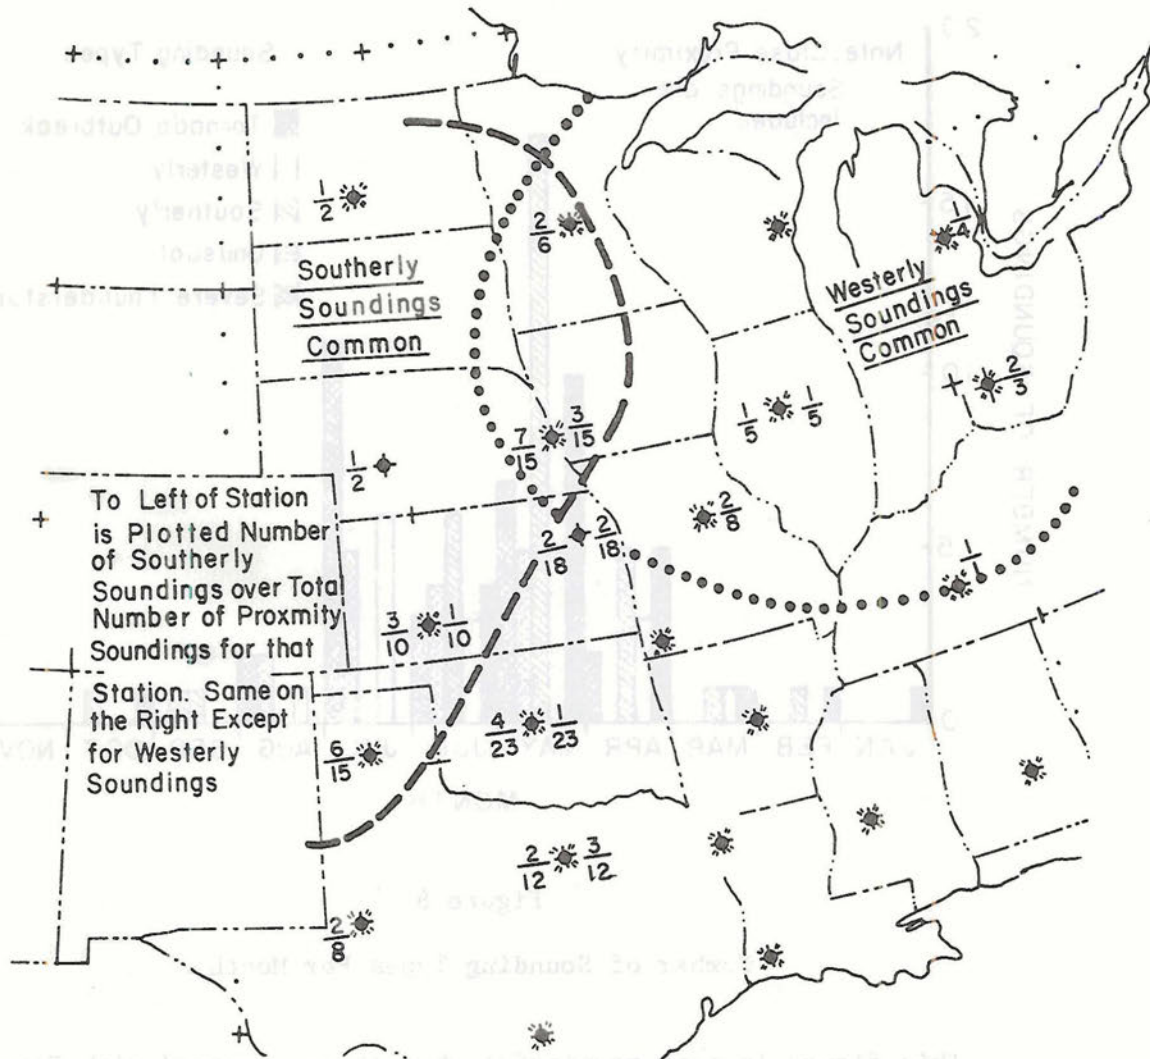 1/2
2/6
1/4
Southerly
Soundings
Common
Westerly
Soundings
Common
2/3
1/5 1/5
7/15 3/15
1/2
2/8
To Left of Station
is Plotted Number
of Southerly
Soundings over Total
Number of Proxmity
Soundings for that
Station. Same on
the Right Except
for Westerly
Soundings
2/18 2/18
1/1
3/10 1/10
4/23 1/23
6/15
2/12 3/12
2/8